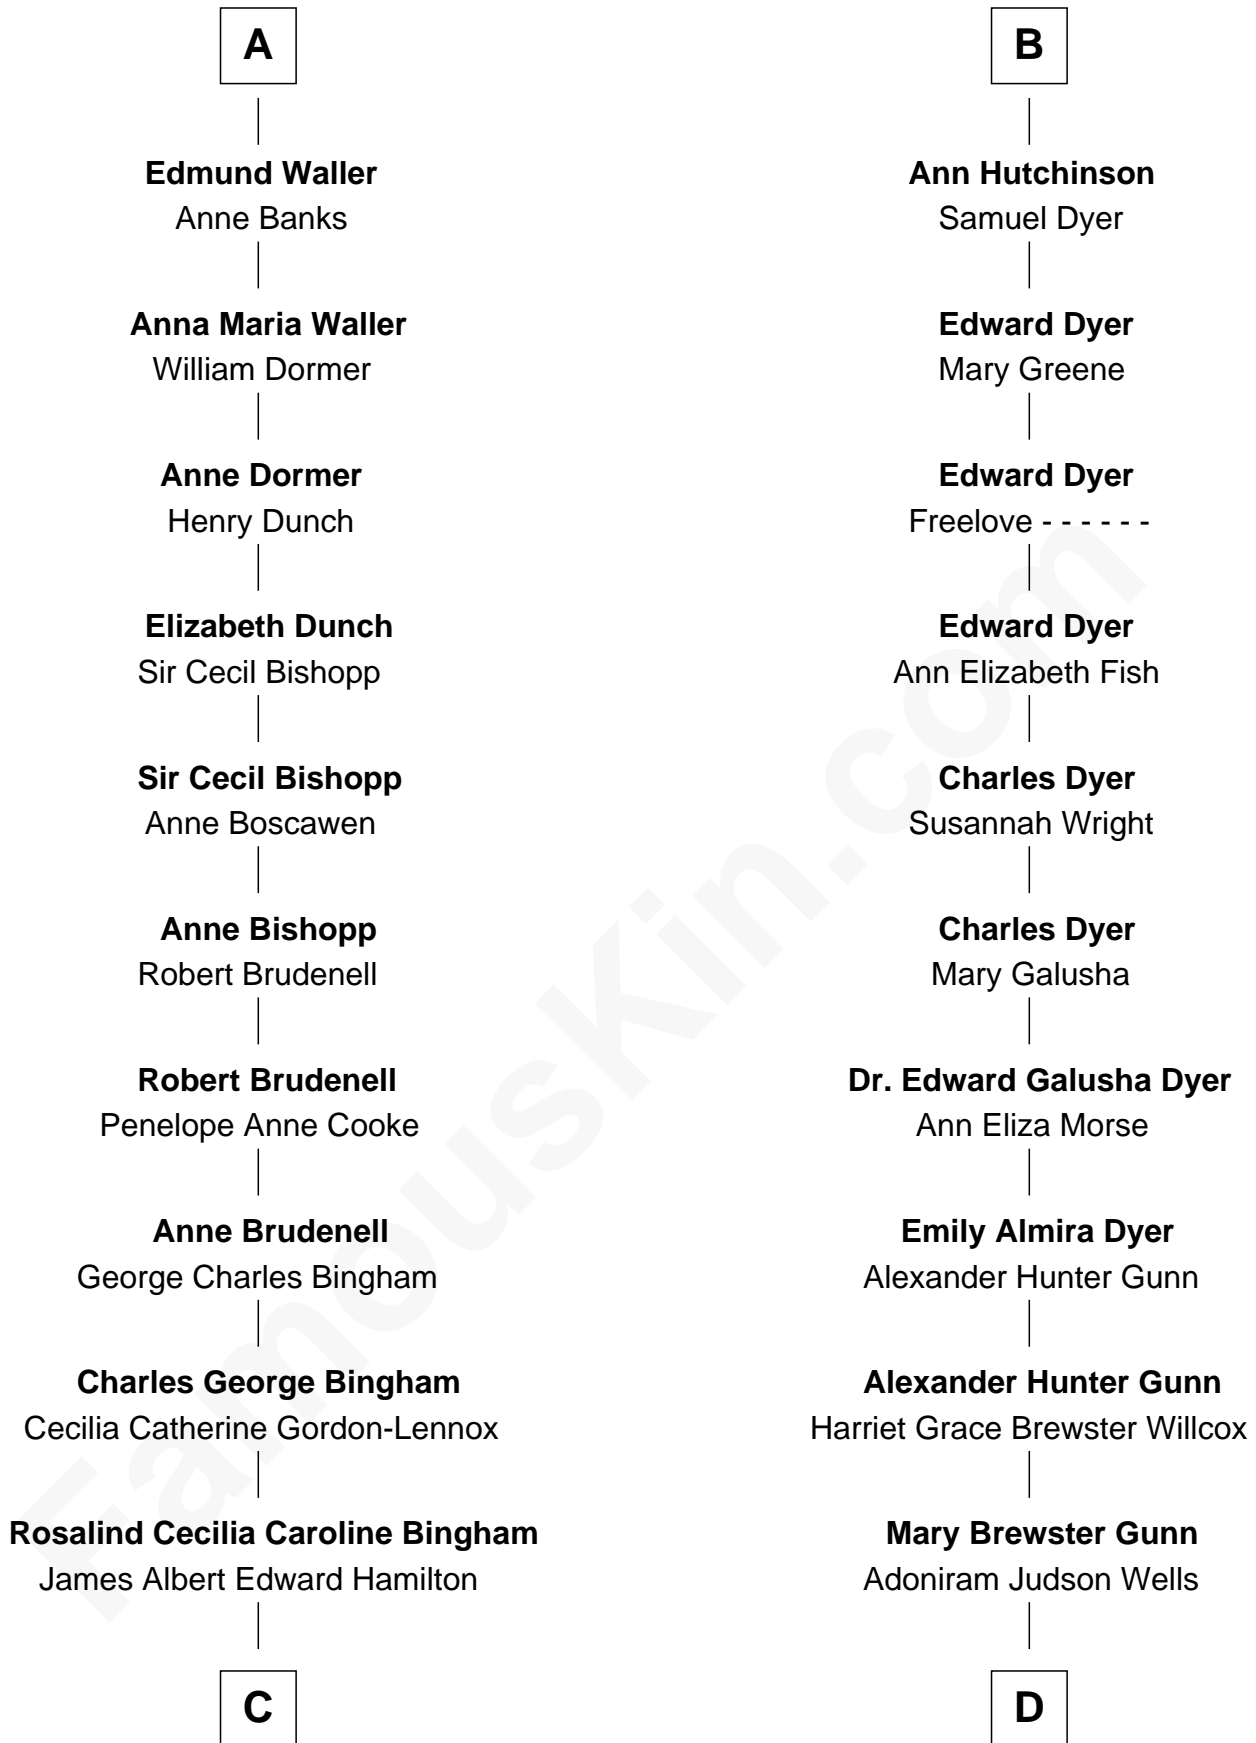 A
Edmund Waller
Anne Banks
Anna Maria Waller
William Dormer
Anne Dormer
Henry Dunch
Elizabeth Dunch
Sir Cecil Bishopp
Sir Cecil Bishopp
Anne Boscawen
Anne Bishopp
Robert Brudenell
Robert Brudenell
Penelope Anne Cooke
Anne Brudenell
George Charles Bingham
Charles George Bingham
Cecilia Catherine Gordon-Lennox
Rosalind Cecilia Caroline Bingham
James Albert Edward Hamilton
C
B
Ann Hutchinson
Samuel Dyer
Edward Dyer
Mary Greene
Edward Dyer
Freelove - - - - - -
Edward Dyer
Ann Elizabeth Fish
Charles Dyer
Susannah Wright
Charles Dyer
Mary Galusha
Dr. Edward Galusha Dyer
Ann Eliza Morse
Emily Almira Dyer
Alexander Hunter Gunn
Alexander Hunter Gunn
Harriet Grace Brewster Willcox
Mary Brewster Gunn
Adoniram Judson Wells
D
FamousKin.com